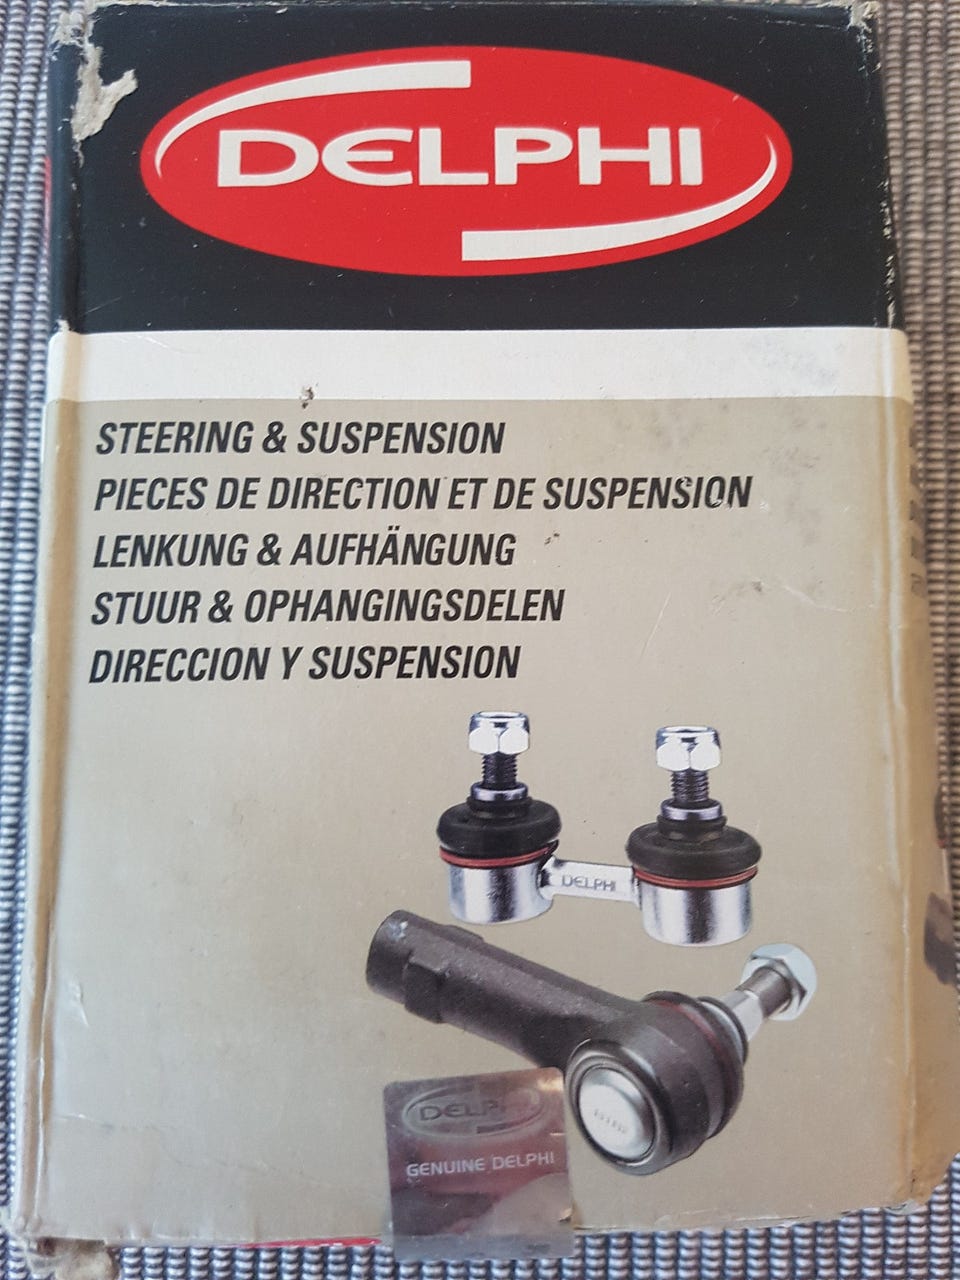 DELPHI
STEERING & SUSPENSION
PIECES DE DIRECTION ET DE SUSPENSION
LENKUNG & AUFHÄNGUNG
STUUR & OPHANGINGSDELEN
DIRECCION Y SUSPENSION
DELPHI
DELPHI
GENUINE DELPHI